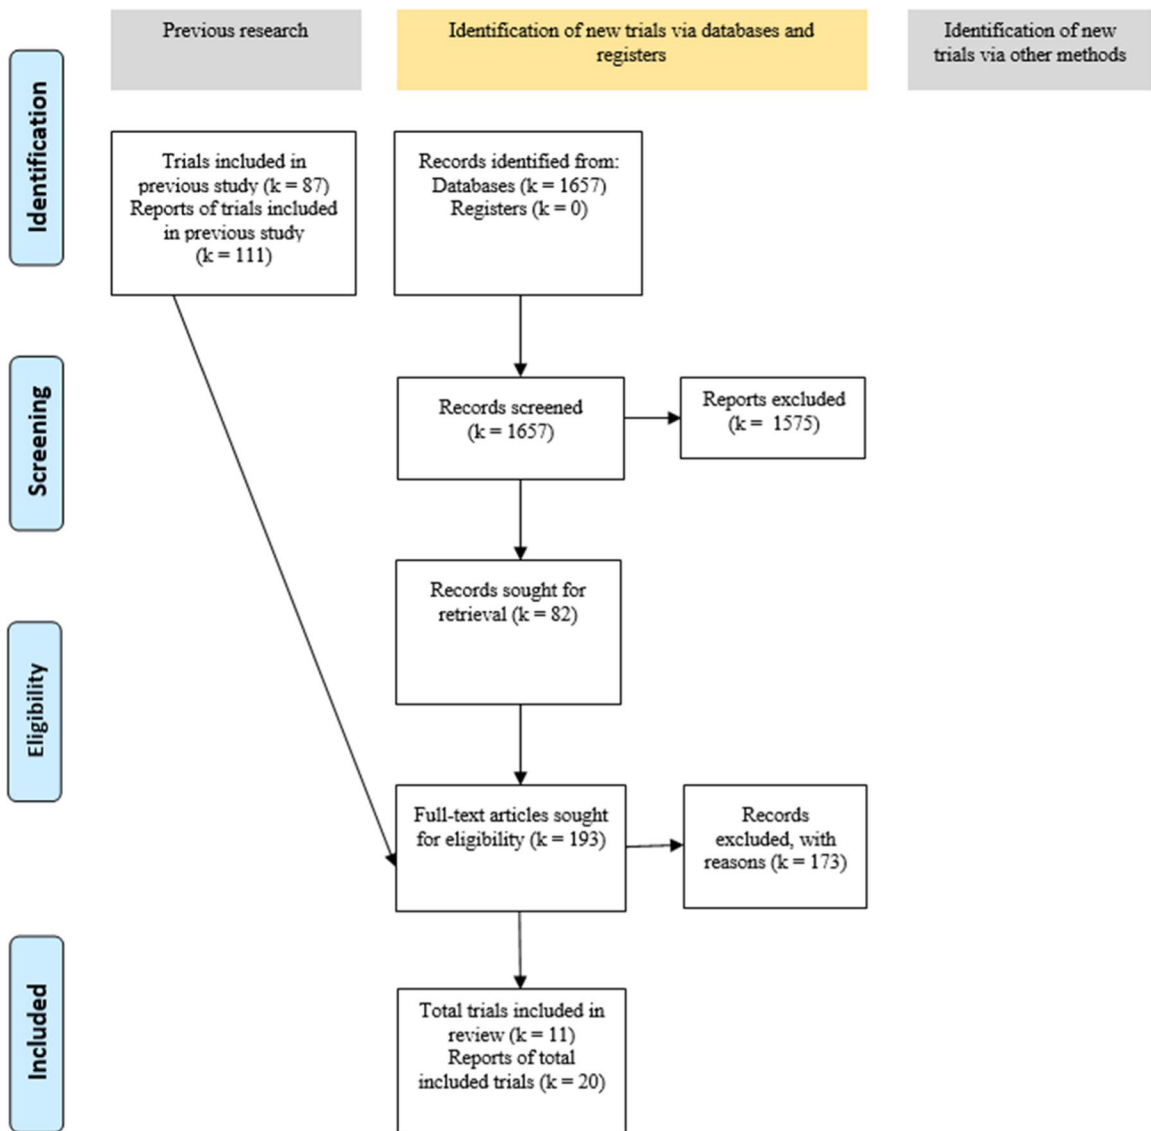 Previous research
Identification of new trials via databases and
registers
Identification of new
trials via other methods
Identification
Trials included in
previous study (k = 87)
Reports of trials included
in previous study
(k = 111)
Records identified from:
Databases (k = 1657)
Registers (k = 0)
Screening
Records screened
(k = 1657)
Reports excluded
(k =  1575)
Eligibility
Records sought for
retrieval (k = 82)
Full-text articles sought
for eligibility (k = 193)
Records
excluded, with
reasons (k = 173)
Included
Total trials included in
review (k = 11)
Reports of total
included trials (k = 20)